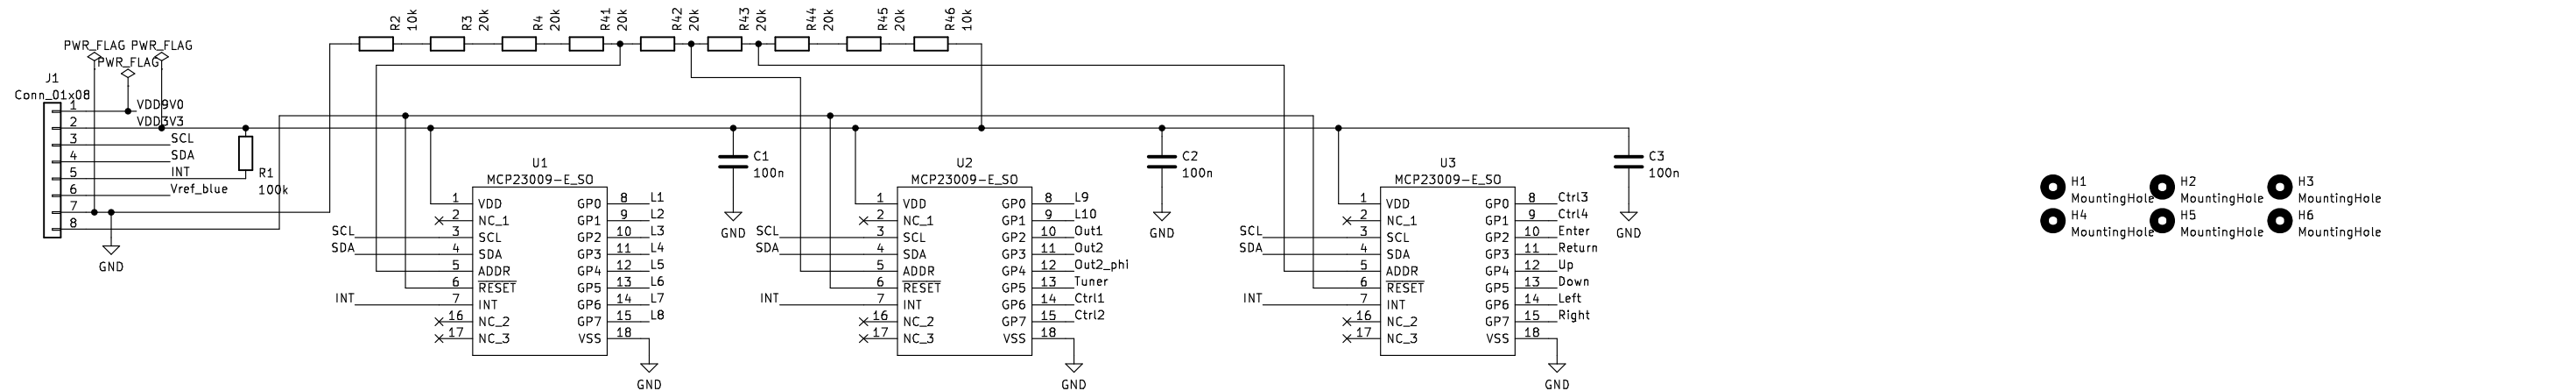 R2 10k
R3 20k
R4 20k
R41 20k
R42 20k
R43 20k
R44 20k
R45 20k
R46 10k
PWR_FLAG PWR_FLAG
PWR_FLAG
J1
Conn_01x08
1 VDD9V0
2 VDD3V3
3 SCL
4 SDA
5 INT
6 Vref_blue
7
8
GND
R1
100k
U1
MCP23009-E_SO
1 VDD GP0 8 L1
2 NC_1 GP1 9 L2
SCL 3 SCL GP2 10 L3
SDA 4 SDA GP3 11 L4
5 ADDR GP4 12 L5
6 RESET GP5 13 L6
INT 7 INT GP6 14 L7
16 NC_2 GP7 15 L8
17 NC_3 VSS 18
GND
C1
100n
GND
U2
MCP23009-E_SO
1 VDD GP0 8 L9
2 NC_1 GP1 9 L10
SCL 3 SCL GP2 10 Out1
SDA 4 SDA GP3 11 Out2
5 ADDR GP4 12 Out2_phi
6 RESET GP5 13 Tuner
INT 7 INT GP6 14 Ctrl1
16 NC_2 GP7 15 Ctrl2
17 NC_3 VSS 18
GND
C2
100n
GND
U3
MCP23009-E_SO
1 VDD GP0 8 Ctrl3
2 NC_1 GP1 9 Ctrl4
SCL 3 SCL GP2 10 Enter
SDA 4 SDA GP3 11 Return
5 ADDR GP4 12 Up
6 RESET GP5 13 Down
INT 7 INT GP6 14 Left
16 NC_2 GP7 15 Right
17 NC_3 VSS 18
GND
C3
100n
GND
H1 H2 H3
MountingHole MountingHole MountingHole
H4 H5 H6
MountingHole MountingHole MountingHole